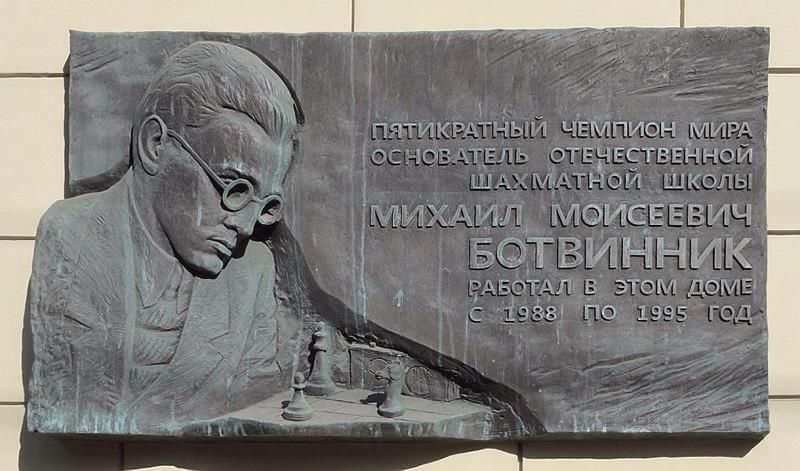 ПЯТИКРАТНЫЙ ЧЕМПИОН МИРА
ОСНОВАТЕЛЬ ОТЕЧЕСТВЕННОЙ
ШАХМАТНОЙ ШКОЛЫ
МИХАИЛ МОИСЕЕВИЧ
БОТВИННИК
РАБОТАЛ В ЭТОМ ДОМЕ
С 1988 ПО 1995 ГОД